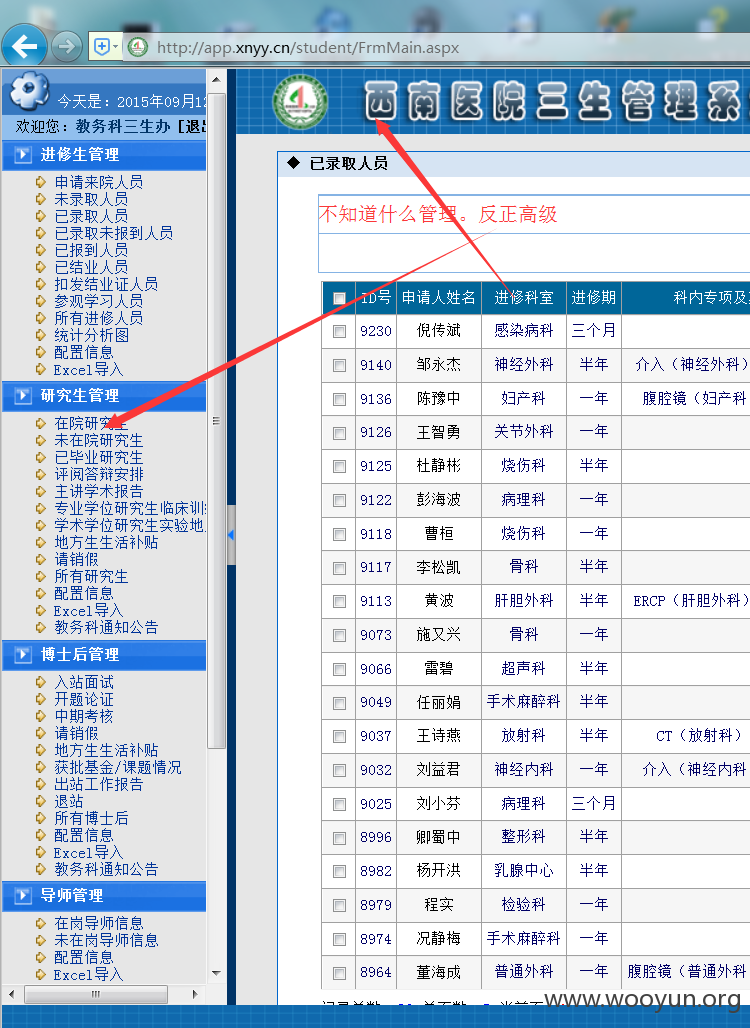 http://app.xnyy.cn/student/FrmMain.aspx
今天是：2015年09月12
欢迎您：教务科三生办 [退出
西南医院三生管理系
进修生管理
申请来院人员
未录取人员
已录取人员
已录取未报到人员
已报到人员
已结业人员
扣发结业证人员
参观学习人员
所有进修人员
统计分析图
配置信息
Excel导入
研究生管理
在院研究生
未在院研究生
已毕业研究生
评阅答辩安排
主讲学术报告
专业学位研究生临床训
学术学位研究生实验地
地方生生活补贴
请销假
所有研究生
配置信息
Excel导入
教务科通知公告
博士后管理
入站面试
开题论证
中期考核
请销假
地方生生活补贴
获批基金/课题情况
出站工作报告
退站
所有博士后
配置信息
Excel导入
教务科通知公告
导师管理
在岗导师信息
未在岗导师信息
配置信息
Excel导入
◆ 已录取人员
不知道什么管理。反正高级
ID号 申请人姓名 进修科室 进修期 科内专项及
9230 倪传斌 感染病科 三个月
9140 邹永杰 神经外科 半年 介入（神经外科）
9136 陈豫中 妇产科 一年 腹腔镜（妇产科
9126 王智勇 关节外科 一年
9125 杜静彬 烧伤科 半年
9122 彭海波 病理科 一年
9118 曹桓 烧伤科 一年
9117 李松凯 骨科 半年
9113 黄波 肝胆外科 半年 ERCP（肝胆外科）
9073 施又兴 骨科 一年
9066 雷碧 超声科 半年
9049 任丽娟 手术麻醉科 半年
9037 王诗燕 放射科 半年 CT（放射科）
9032 刘益君 神经内科 一年 介入（神经内科
9025 刘小芬 病理科 三个月
8996 卿蜀中 整形科 半年
8982 杨开洪 乳腺中心 半年
8979 程实 检验科 一年
8974 况静梅 手术麻醉科 一年
8964 董海成 普通外科 一年 腹腔镜（普通外科
www.wooyun.org